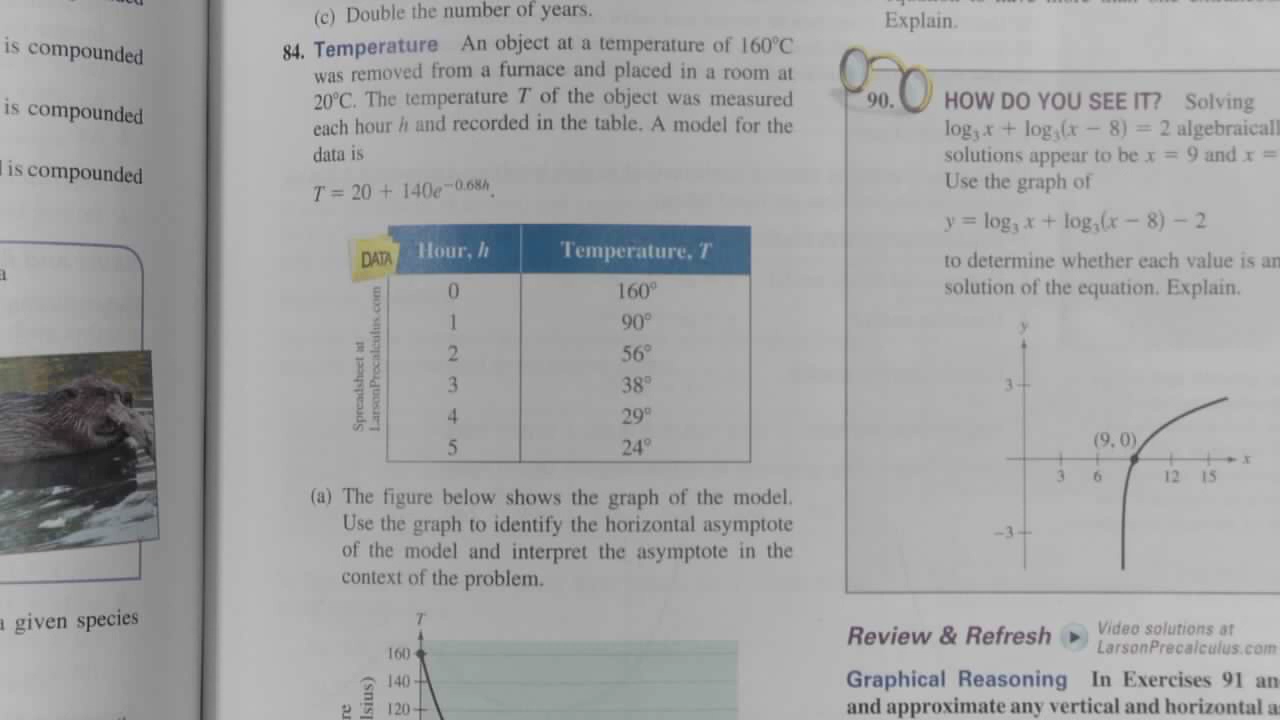 is compounded
is compounded
is compounded
a
given species
(c) Double the number of years.
84. Temperature An object at a temperature of 160°C
was removed from a furnace and placed in a room at
20°C. The temperature T of the object was measured
each hour h and recorded in the table. A model for the
data is
T = 20 + 140e^−0.68h.
DATA
Hour, h Temperature, T
Spreadsheet at
LarsonPrecalculus.com
0 160°
1 90°
2 56°
3 38°
4 29°
5 24°
(a) The figure below shows the graph of the model.
Use the graph to identify the horizontal asymptote
of the model and interpret the asymptote in the
context of the problem.
T
160
140
120
Explain.
90. HOW DO YOU SEE IT? Solving
log₃ x + log₃(x − 8) = 2 algebraicall
solutions appear to be x = 9 and x =
Use the graph of
y = log₃ x + log₃(x − 8) − 2
to determine whether each value is an
solution of the equation. Explain.
y
3
(9, 0)
x
3 6 12 15
−3
Review & Refresh
Video solutions at
LarsonPrecalculus.com
Graphical Reasoning In Exercises 91 an
and approximate any vertical and horizontal a